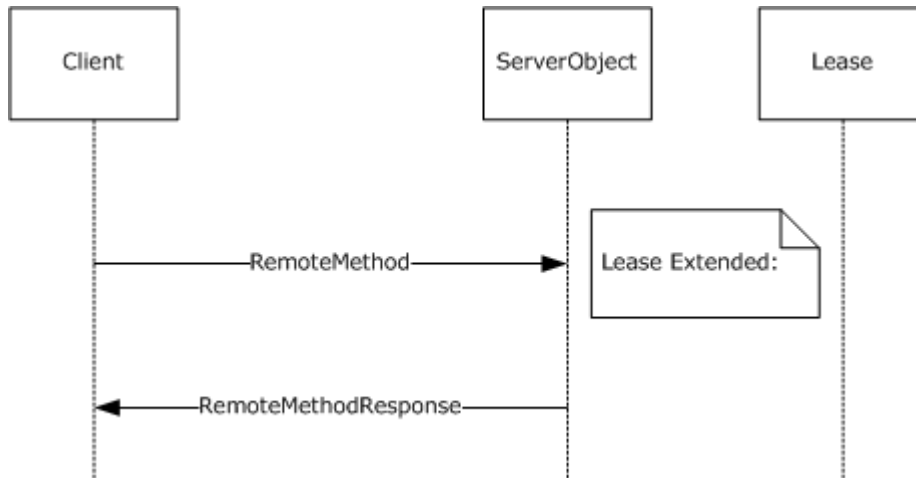 Client
ServerObject
Lease
RemoteMethod
Lease Extended:
RemoteMethodResponse